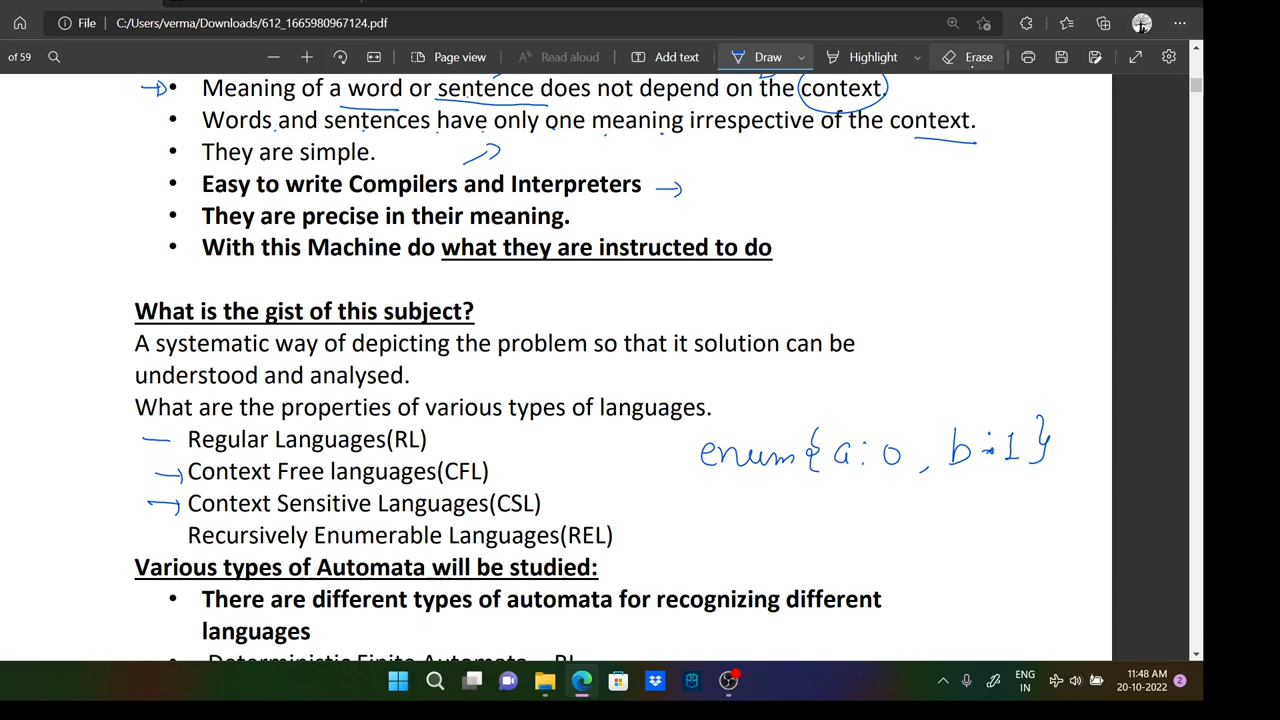 File C:/Users/verma/Downloads/612_1665980967124.pdf
of 59 Page view Read aloud Add text Draw Highlight Erase
• Meaning of a word or sentence does not depend on the context.
• Words and sentences have only one meaning irrespective of the context.
• They are simple.
• Easy to write Compilers and Interpreters
• They are precise in their meaning.
• With this Machine do what they are instructed to do
What is the gist of this subject?
A systematic way of depicting the problem so that it solution can be
understood and analysed.
What are the properties of various types of languages.
Regular Languages(RL)
enum{ a:0 , b:1}
Context Free languages(CFL)
Context Sensitive Languages(CSL)
Recursively Enumerable Languages(REL)
Various types of Automata will be studied:
• There are different types of automata for recognizing different
languages
• Deterministic Finite Automata – RL
ENG
IN
11:48 AM
20-10-2022
2